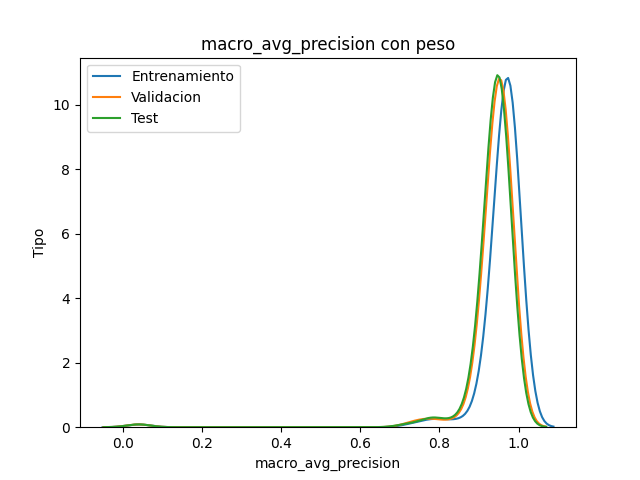 macro_avg_precision con peso
Entrenamiento
Validacion
Test
Tipo
10
8
6
4
2
0
0.0 0.2 0.4 0.6 0.8 1.0
macro_avg_precision